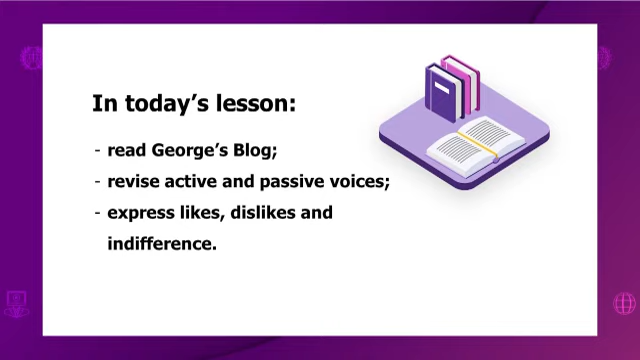 In today’s lesson:
- read George’s Blog;
- revise active and passive voices;
- express likes, dislikes and
indifference.